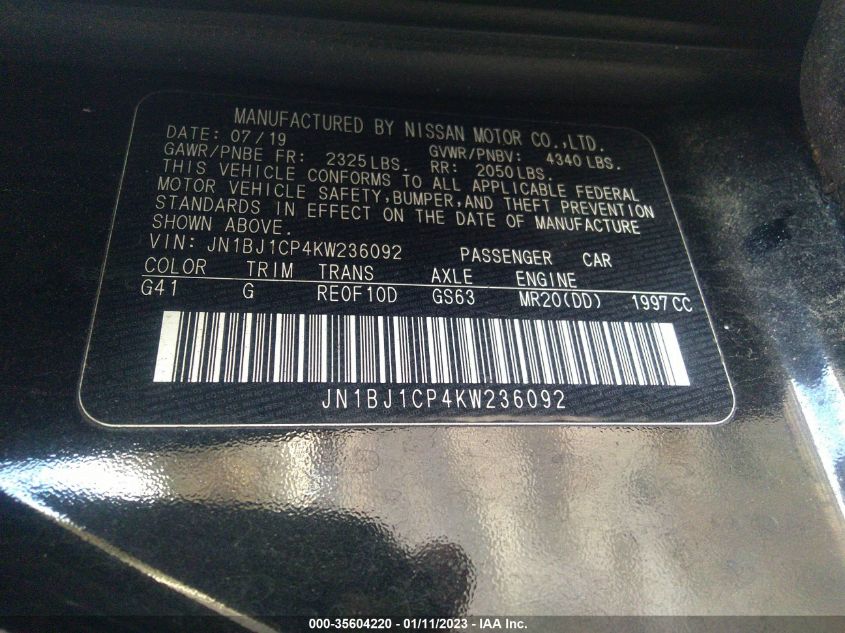 MANUFACTURED BY NISSAN MOTOR CO.,LTD.
DATE: 07/19
GAWR/PNBE FR: 2325LBS. GVWR/PNBV: 4340 LBS.
RR: 2050LBS.
THIS VEHICLE CONFORMS TO ALL APPLICABLE FEDERAL
MOTOR VEHICLE SAFETY,BUMPER,AND THEFT PREVENTION
STANDARDS IN EFFECT ON THE DATE OF MANUFACTURE
SHOWN ABOVE.
VIN: JN1BJ1CP4KW236092 PASSENGER CAR
COLOR TRIM TRANS AXLE ENGINE
G41 G RE0F10D GS63 MR20(DD) 1997CC
JN1BJ1CP4KW236092
000-35604220 - 01/11/2023 - IAA Inc.